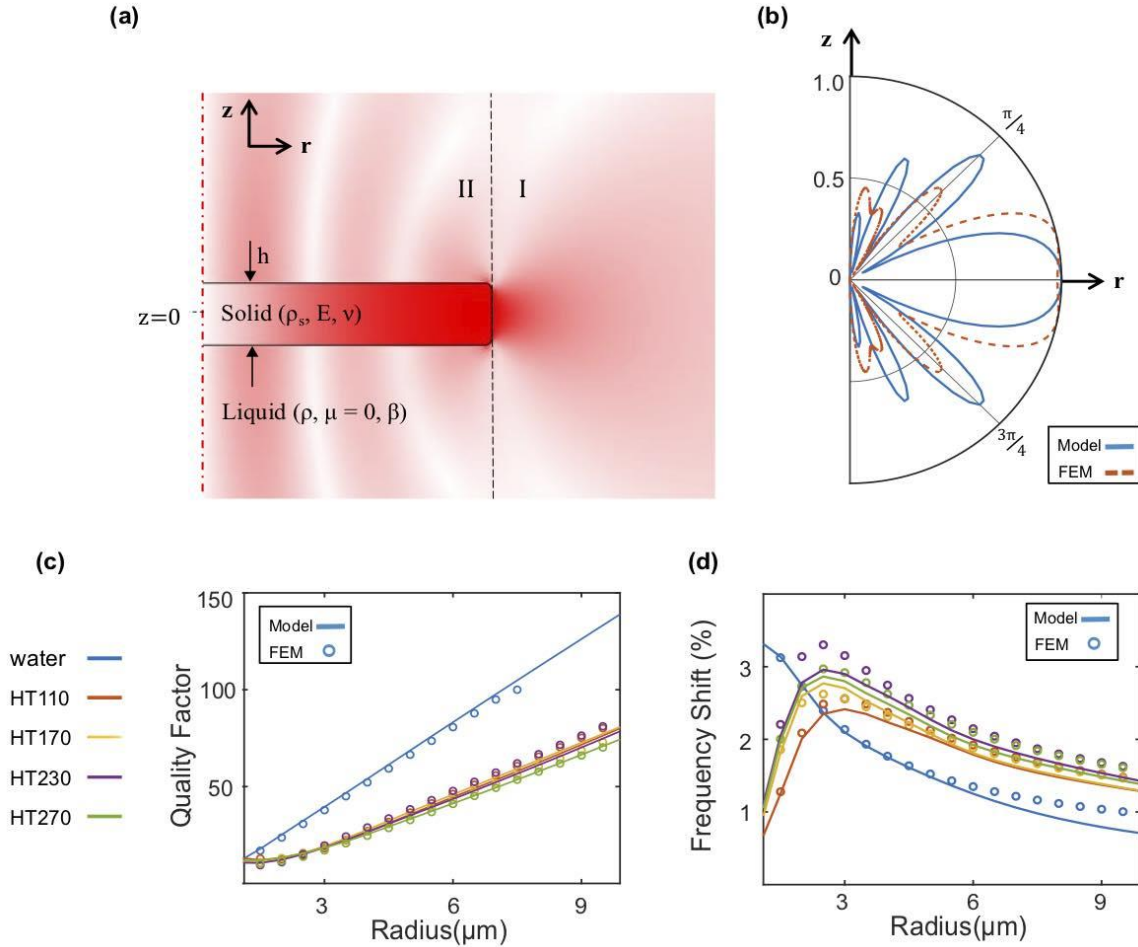 (a)
z
r
II
I
h
z=0
Solid (ρs, E, ν)
Liquid (ρ, μ = 0, β)
(b)
z
1.0
π/4
0.5
0
r
3π/4
Model
FEM
(c)
water
HT110
HT170
HT230
HT270
Quality Factor
150
100
50
Model
FEM
3
6
9
Radius(μm)
(d)
Frequency Shift (%)
3
2
1
Model
FEM
3
6
9
Radius(μm)